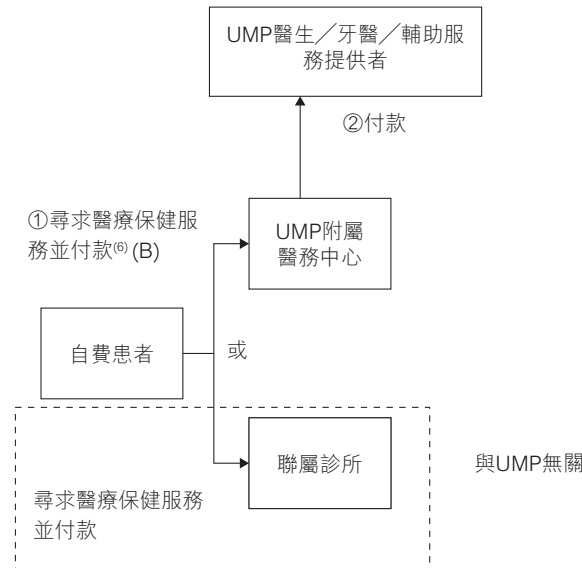 UMP醫生／牙醫／輔助服
務提供者
②付款
①尋求醫療保健服
務並付款⁽⁶⁾ (B)
UMP附屬
醫務中心
自費患者
或
聯屬診所
與UMP無關
尋求醫療保健服務
並付款